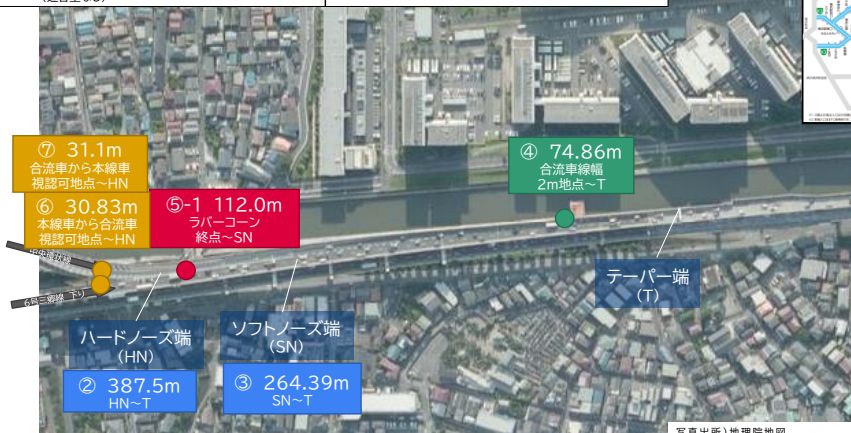 ⑦ 31.1m
合流車から本線車
視認可地点～HN
⑥ 30.83m
本線車から合流車
視認可地点～HN
⑤-1 112.0m
ラバーコーン
終点～SN
④ 74.86m
合流車線幅
2m地点～T
中央環状線
6号三郷線 下り
テーパー端
(T)
ハードノーズ端
(HN)
ソフトノーズ端
(SN)
② 387.5m
HN～T
③ 264.39m
SN～T
写真出所)地理院地図